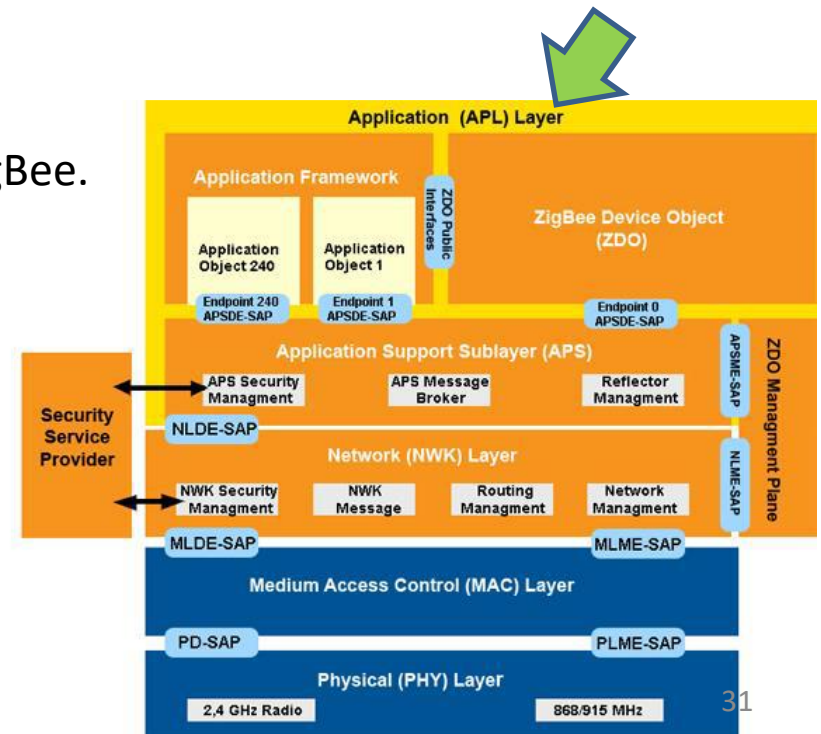 Application (APL) Layer
gBee.
Application Framework
ZDO Public
Interfaces
ZigBee Device Object
(ZDO)
Application
Object 240
Application
Object 1
Endpoint 240
APSDE-SAP
Endpoint 1
APSDE-SAP
Endpoint 0
APSDE-SAP
Application Support Sublayer (APS)
APSME-SAP
ZDO Managment Plane
APS Security
Managment
APS Message
Broker
Reflector
Managment
Security
Service
Provider
NLDE-SAP
Network (NWK) Layer
NLME-SAP
NWK Security
Managment
NWK
Message
Routing
Managment
Network
Managment
MLDE-SAP
MLME-SAP
Medium Access Control (MAC) Layer
PD-SAP
PLME-SAP
Physical (PHY) Layer
2,4 GHz Radio
868/915 MHz
31